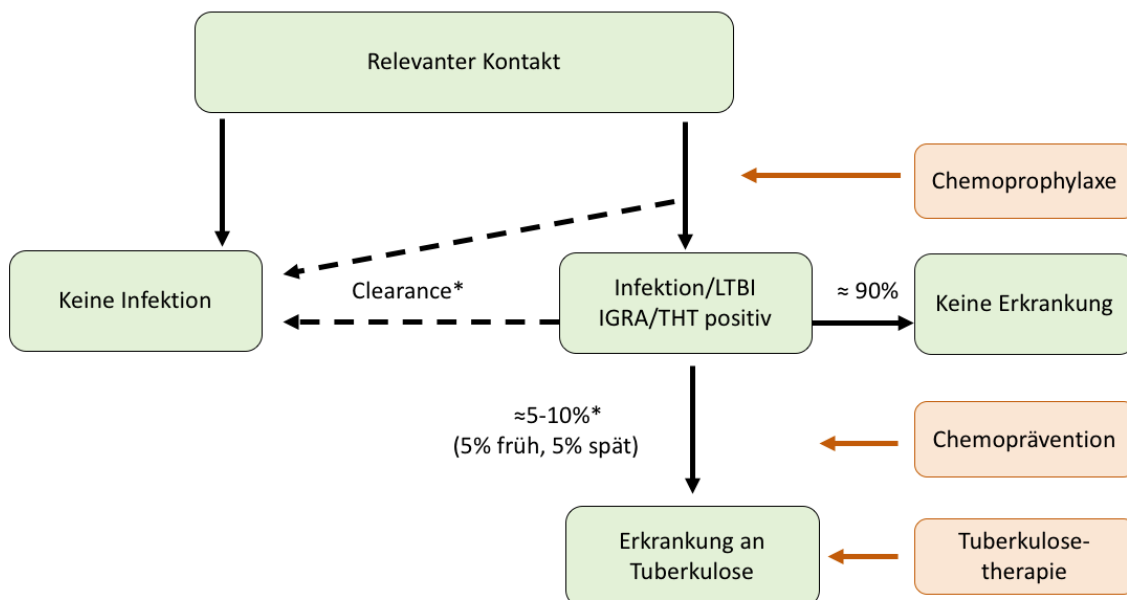 Relevanter Kontakt
Chemoprophylaxe
Keine Infektion
Clearance*
Infektion/LTBI
IGRA/THT positiv
≈ 90%
Keine Erkrankung
≈5-10%*
(5% früh, 5% spät)
Chemoprävention
Erkrankung an
Tuberkulose
Tuberkulose-
therapie